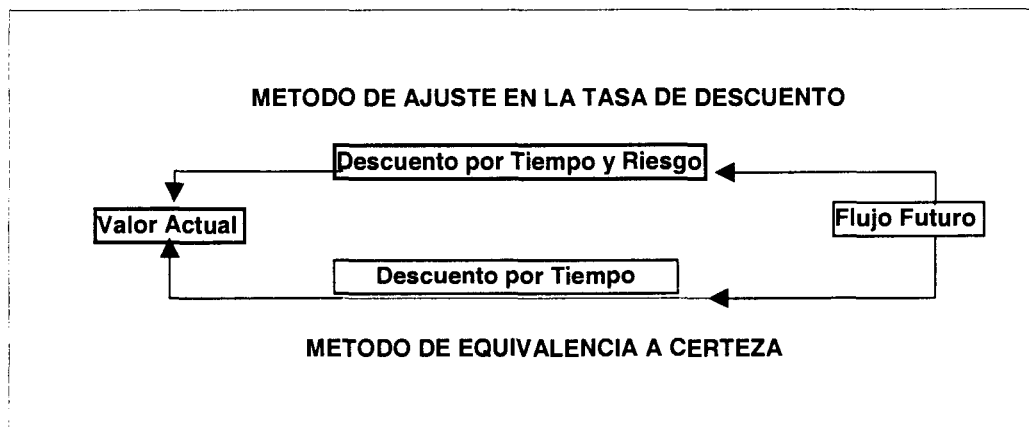 METODO DE AJUSTE EN LA TASA DE DESCUENTO
Descuento por Tiempo y Riesgo
Valor Actual
Flujo Futuro
Descuento por Tiempo
METODO DE EQUIVALENCIA A CERTEZA